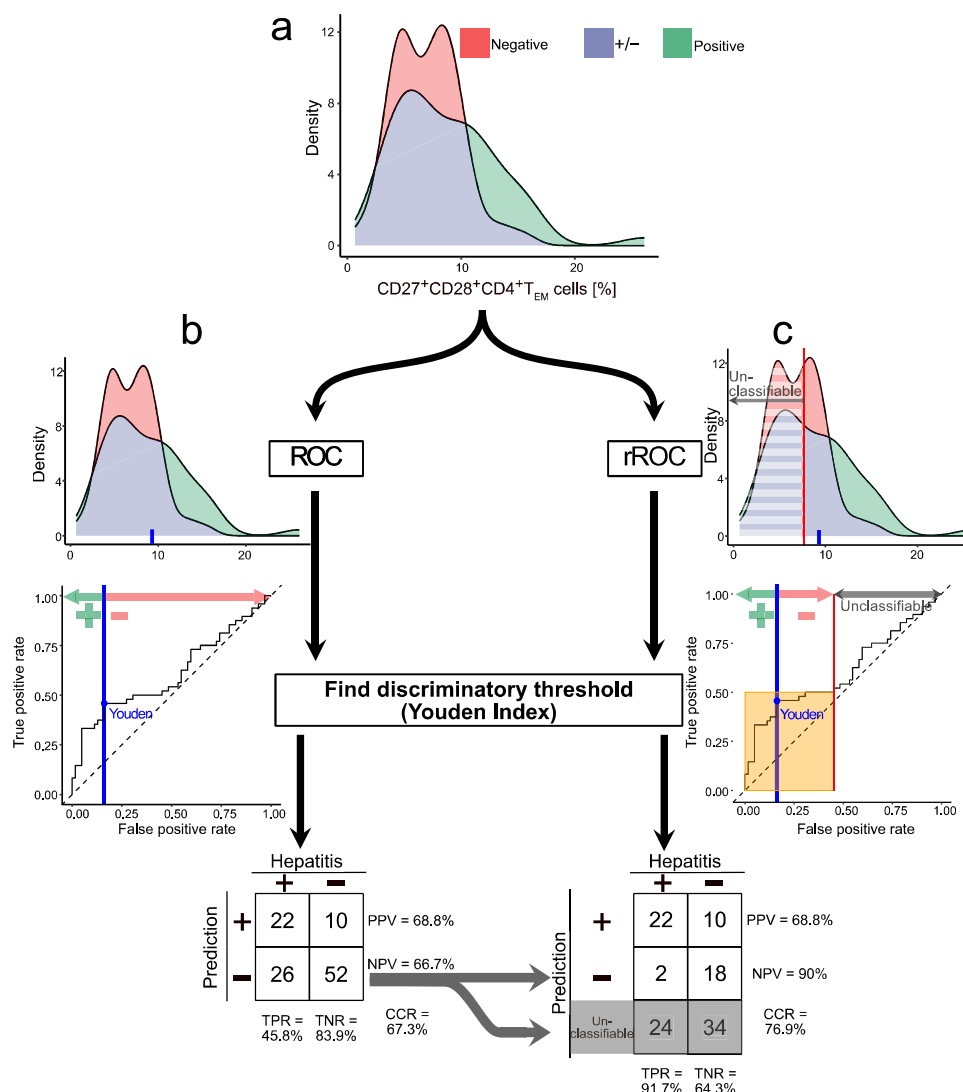 a
Negative +/− Positive
12
8
4
0
Density
0 10 20
CD27⁺CD28⁺CD4⁺T_EM cells [%]
b
12
8
4
0
Density
0 10 20
ROC
c
12
8
4
0
Density
Un-
classifiable
0 10 20
rROC
1.00
0.75
0.50
0.25
0.00
True positive rate
+ −
Youden
0.00 0.25 0.50 0.75 1.00
False positive rate
Find discriminatory threshold
(Youden Index)
1.00
0.75
0.50
0.25
0.00
True positive rate
+ −
Unclassifiable
Youden
0.00 0.25 0.50 0.75 1.00
False positive rate
Hepatitis
+ −
Prediction
+ 22 10 PPV = 68.8%
− 26 52 NPV = 66.7%
TPR = TNR = CCR =
45.8% 83.9% 67.3%
Hepatitis
+ −
Prediction
+ 22 10 PPV = 68.8%
− 2 18 NPV = 90%
Un-
classifiable 24 34
CCR =
76.9%
TPR = TNR =
91.7% 64.3%